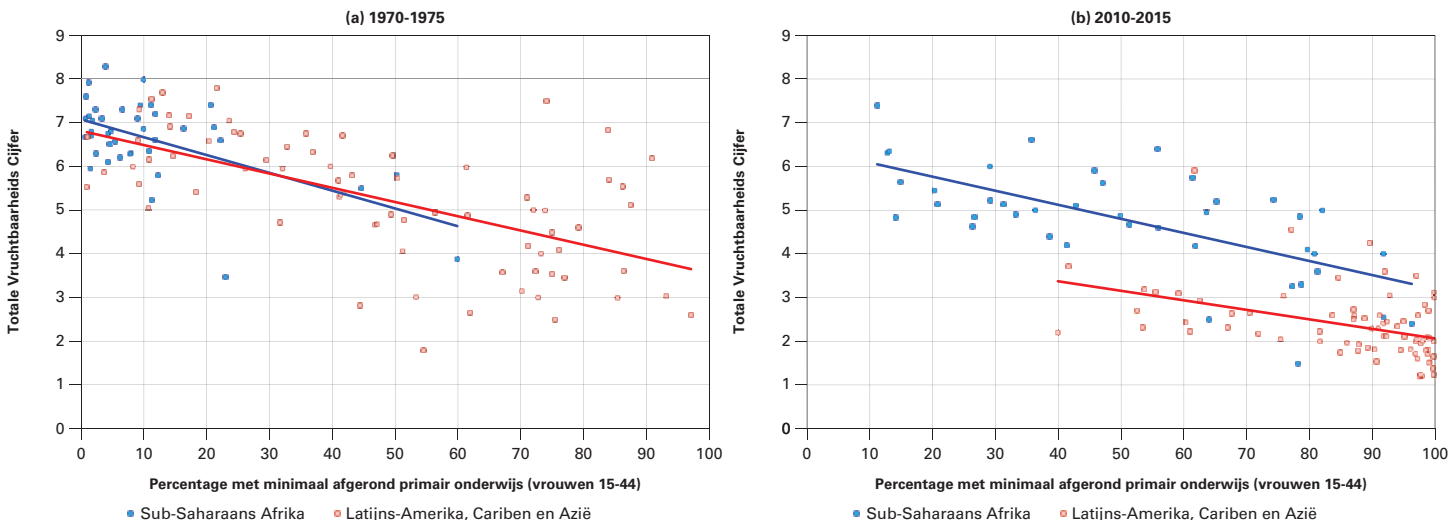 (a) 1970-1975
Totale Vruchtbaarheids Cijfer
9
8
7
6
5
4
3
2
1
0
0 10 20 30 40 50 60 70 80 90 100
Percentage met minimaal afgerond primair onderwijs (vrouwen 15-44)
Sub-Saharaans Afrika Latijns-Amerika, Cariben en Azië
(b) 2010-2015
Totale Vruchtbaarheids Cijfer
9
8
7
6
5
4
3
2
1
0
0 10 20 30 40 50 60 70 80 90 100
Percentage met minimaal afgerond primair onderwijs (vrouwen 15-44)
Sub-Saharaans Afrika Latijns-Amerika, Cariben en Azië